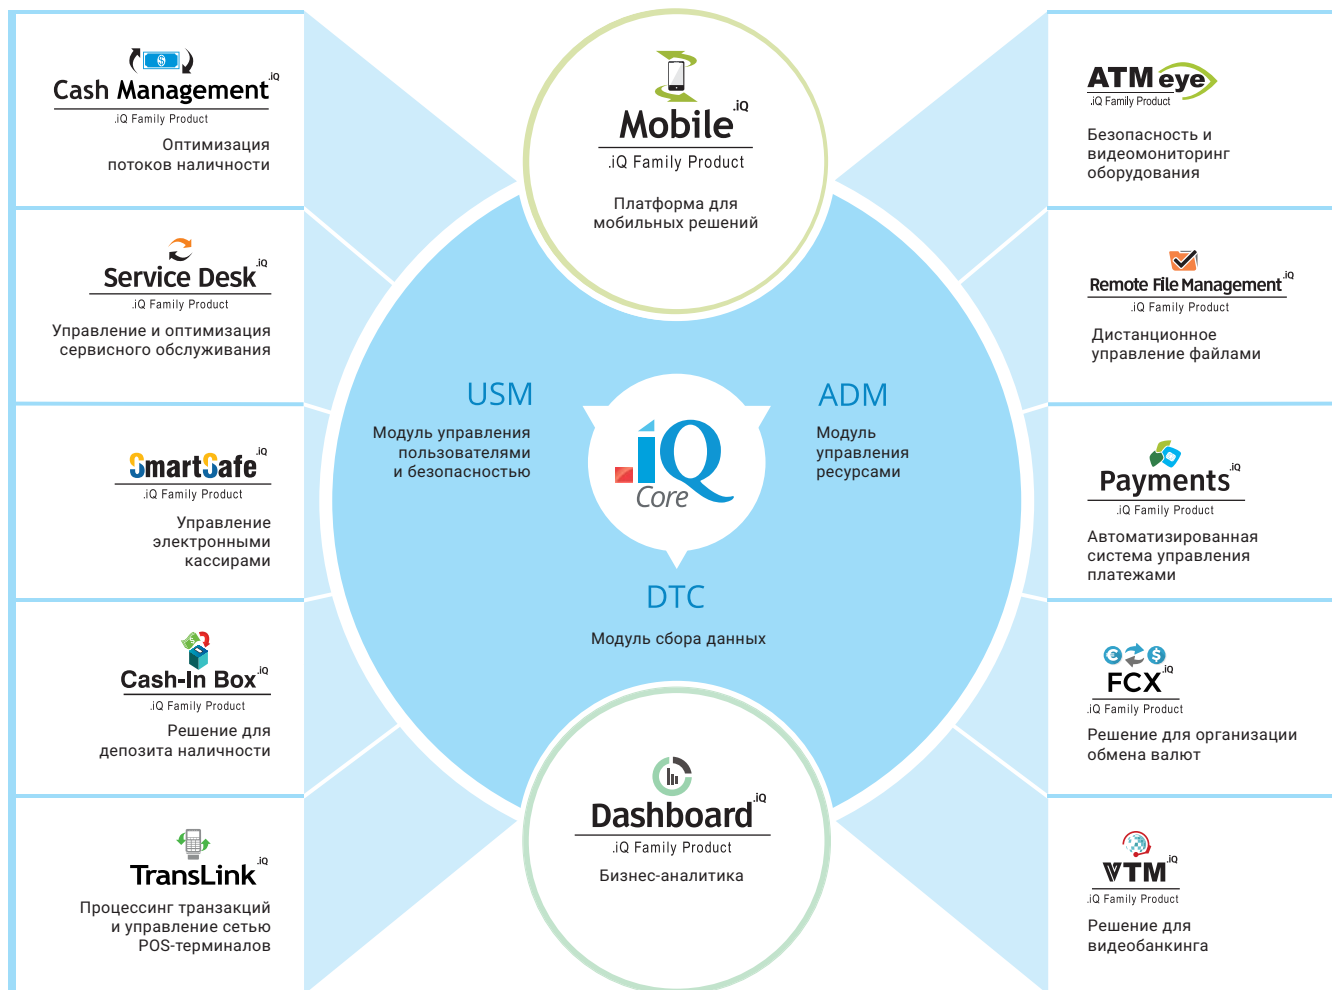 Cash Management.iQ
.iQ Family Product
Оптимизация
потоков наличности
Service Desk.iQ
.iQ Family Product
Управление и оптимизация
сервисного обслуживания
SmartSafe.iQ
.iQ Family Product
Управление
электронными
кассирами
Cash-In Box.iQ
.iQ Family Product
Решение для
депозита наличности
TransLink.iQ
.iQ Family Product
Процессинг транзакций
и управление сетью
POS-терминалов
Mobile.iQ
.iQ Family Product
Платформа для
мобильных решений
USM
Модуль управления
пользователями
и безопасностью
.iQ
Core
ADM
Модуль
управления
ресурсами
DTC
Модуль сбора данных
Dashboard.iQ
.iQ Family Product
Бизнес-аналитика
ATM eye
.iQ Family Product
Безопасность и
видеомониторинг
оборудования
Remote File Management.iQ
.iQ Family Product
Дистанционное
управление файлами
Payments.iQ
.iQ Family Product
Автоматизированная
система управления
платежами
FCX.iQ
.iQ Family Product
Решение для организации
обмена валют
VTM.iQ
.iQ Family Product
Решение для
видеобанкинга